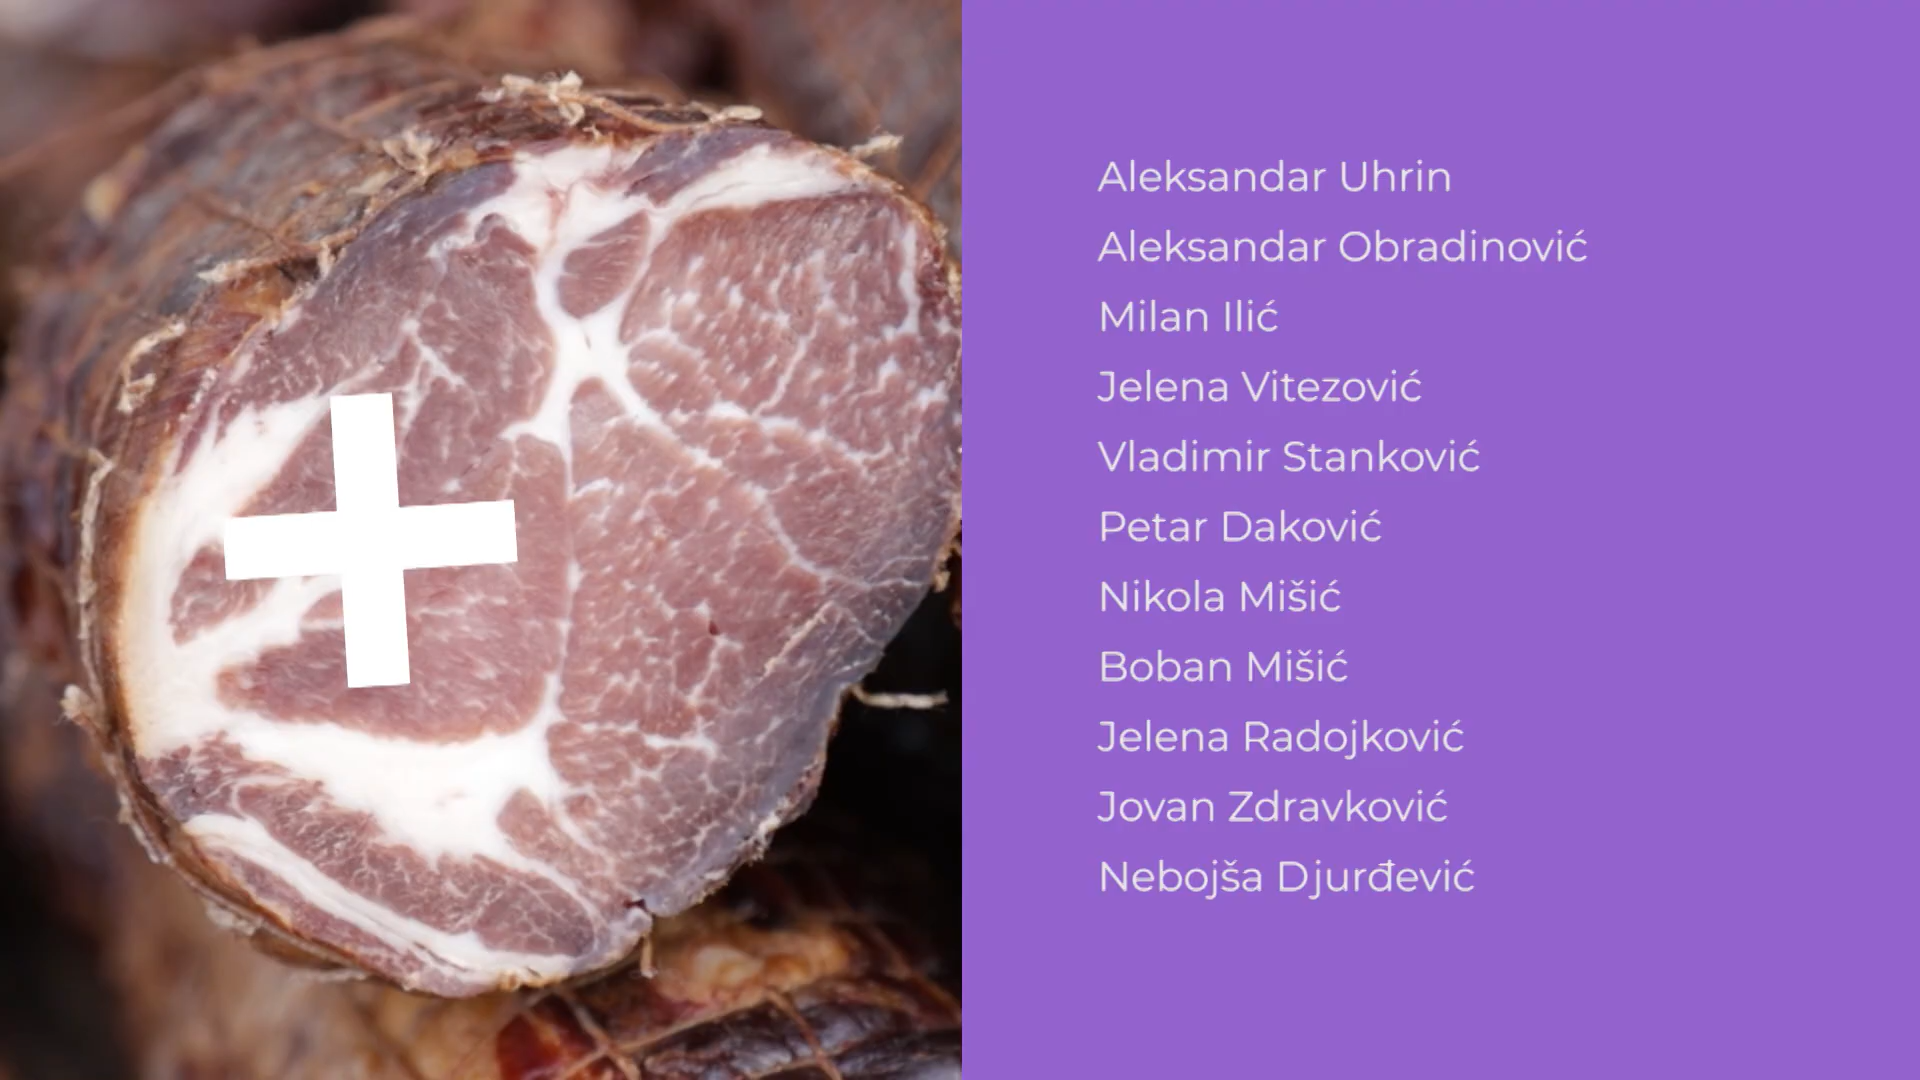 Aleksandar Uhrin
Aleksandar Obradinović
Milan Ilić
Jelena Vitezović
Vladimir Stanković
Petar Daković
Nikola Mišić
Boban Mišić
Jelena Radojković
Jovan Zdravković
Nebojša Djurđević